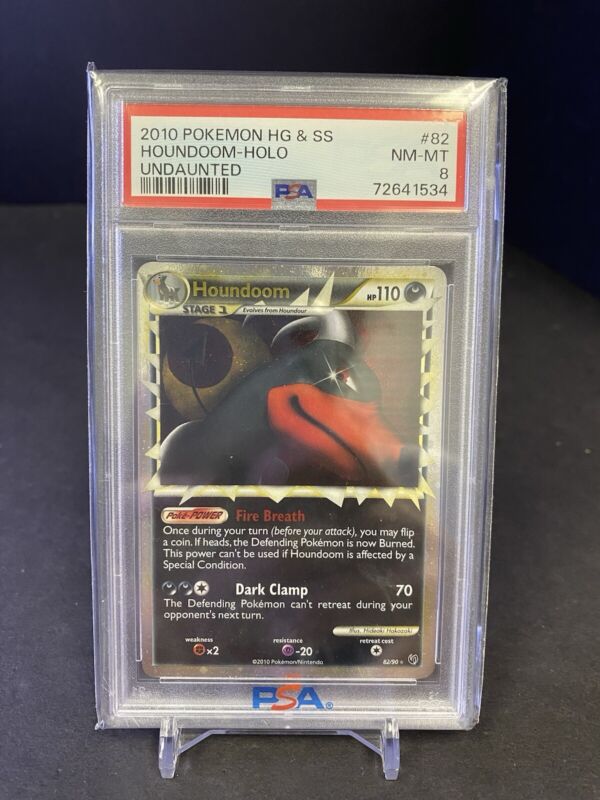 2010 POKEMON HG & SS #82
HOUNDOOM-HOLO NM-MT
UNDAUNTED 8
PSA 72641534
Houndoom HP110
STAGE 1 Evolves from Houndour
Poké-POWER Fire Breath
Once during your turn (before your attack), you may flip
a coin. If heads, the Defending Pokémon is now Burned.
This power can't be used if Houndoom is affected by a
Special Condition.
Dark Clamp 70
The Defending Pokémon can't retreat during your
opponent's next turn.
Illus. Hideaki Hakozaki
weakness resistance retreat cost
x2 -20
©2010 Pokémon/Nintendo 82/90
PSA®